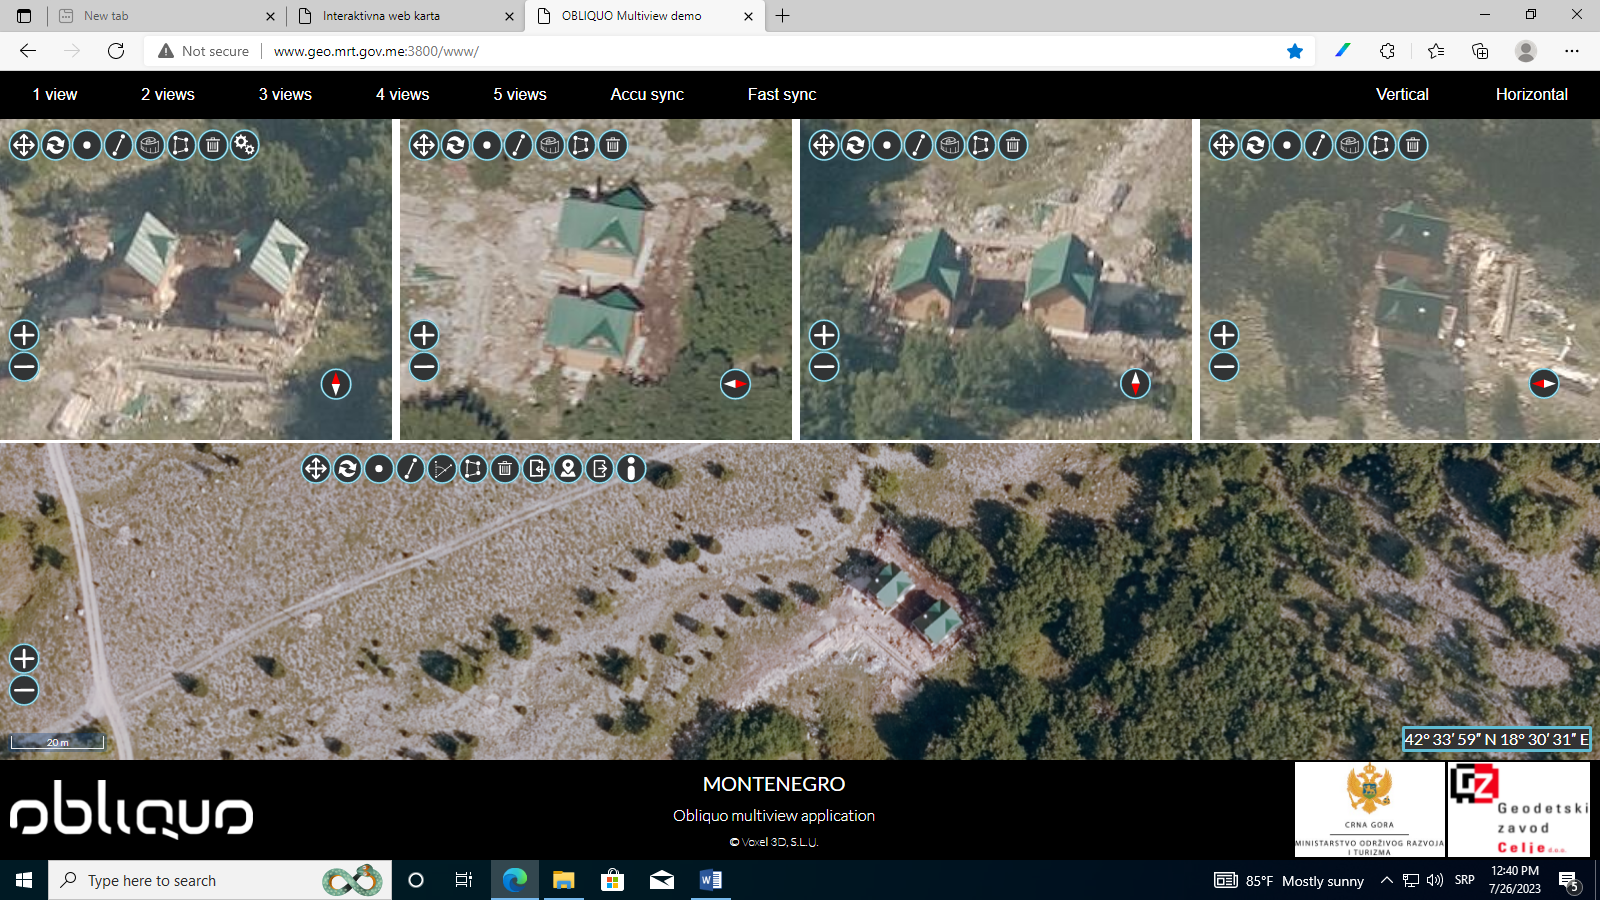 New tab
Interaktivna web karta
OBLIQUO Multiview demo
Not secure
www.geo.mrt.gov.me:3800/www/
1 view
2 views
3 views
4 views
5 views
Accu sync
Fast sync
Vertical
Horizontal
20 m
42° 33′ 59″ N 18° 30′ 31″ E
obliquo
MONTENEGRO
Obliquo multiview application
© Voxel 3D, S.L.U.
CRNA GORA
MINISTARSTVO ODRŽIVOG RAZVOJA
I TURIZMA
GZ
Geodetski
zavod
Celje d.o.o.
Type here to search
85°F Mostly sunny
SRP
12:40 PM
7/26/2023
5